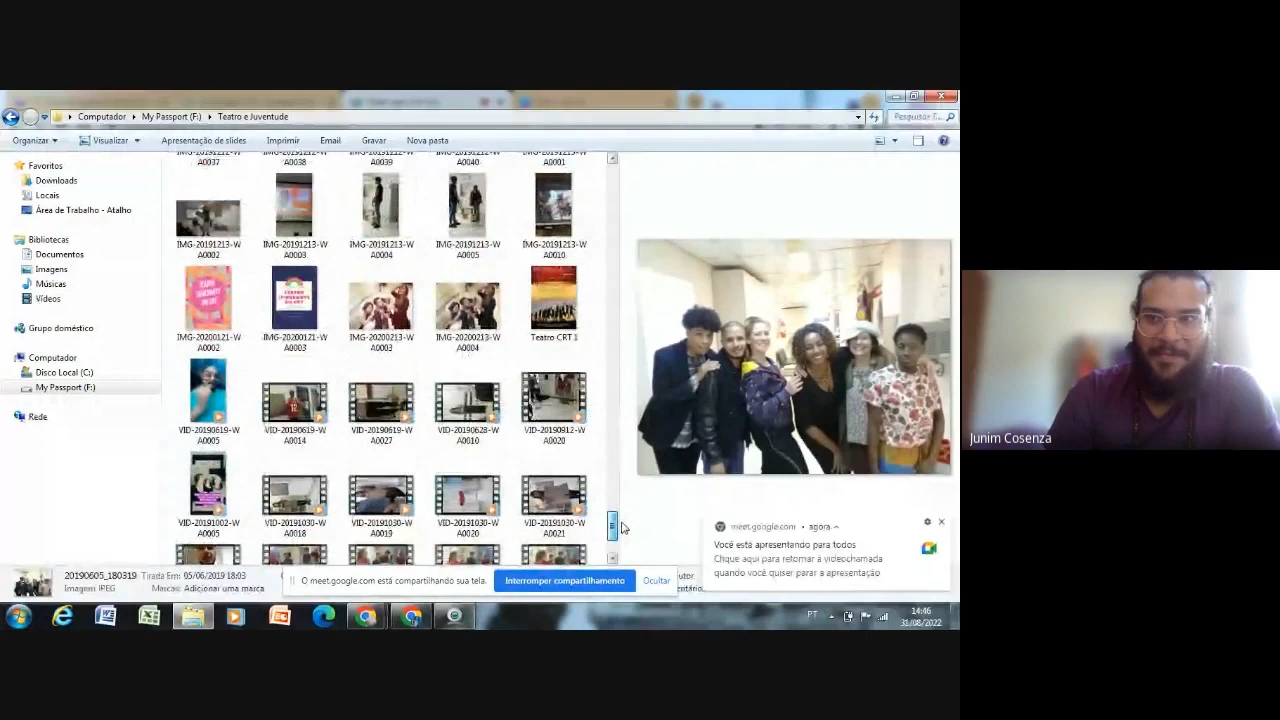 Computador
My Passport (F:)
Teatro e Juventude
Pesquisar T...
Organizar
Visualizar
Apresentação de slides
Imprimir
Email
Gravar
Nova pasta
Favoritos
Downloads
Locais
Área de Trabalho - Atalho
Bibliotecas
Documentos
Imagens
Músicas
Vídeos
Grupo doméstico
Computador
Disco Local (C:)
My Passport (F:)
Rede
A0037
A0038
A0039
A0040
A0001
IMG-20191213-W
A0002
IMG-20191213-W
A0003
IMG-20191213-W
A0004
IMG-20191213-W
A0005
IMG-20191213-W
A0010
IMG-20200121-W
A0002
IMG-20200121-W
A0003
IMG-20200213-W
A0003
IMG-20200213-W
A0004
Teatro CRT 1
VID-20190619-W
A0005
VID-20190619-W
A0014
VID-20190619-W
A0027
VID-20190628-W
A0010
VID-20190912-W
A0020
VID-20191002-W
A0005
VID-20191030-W
A0018
VID-20191030-W
A0019
VID-20191030-W
A0020
VID-20191030-W
A0021
Junim Cosenza
meet.google.com • agora
Você está apresentando para todos
Clique aqui para retornar à videochamada
quando você quiser parar a apresentação
20190605_180319
Tirada Em: 05/06/2019 18:03
Imagem JPEG
Marcas: Adicionar uma marca
O meet.google.com está compartilhando sua tela.
Interromper compartilhamento
Ocultar
PT
14:46
31/08/2022